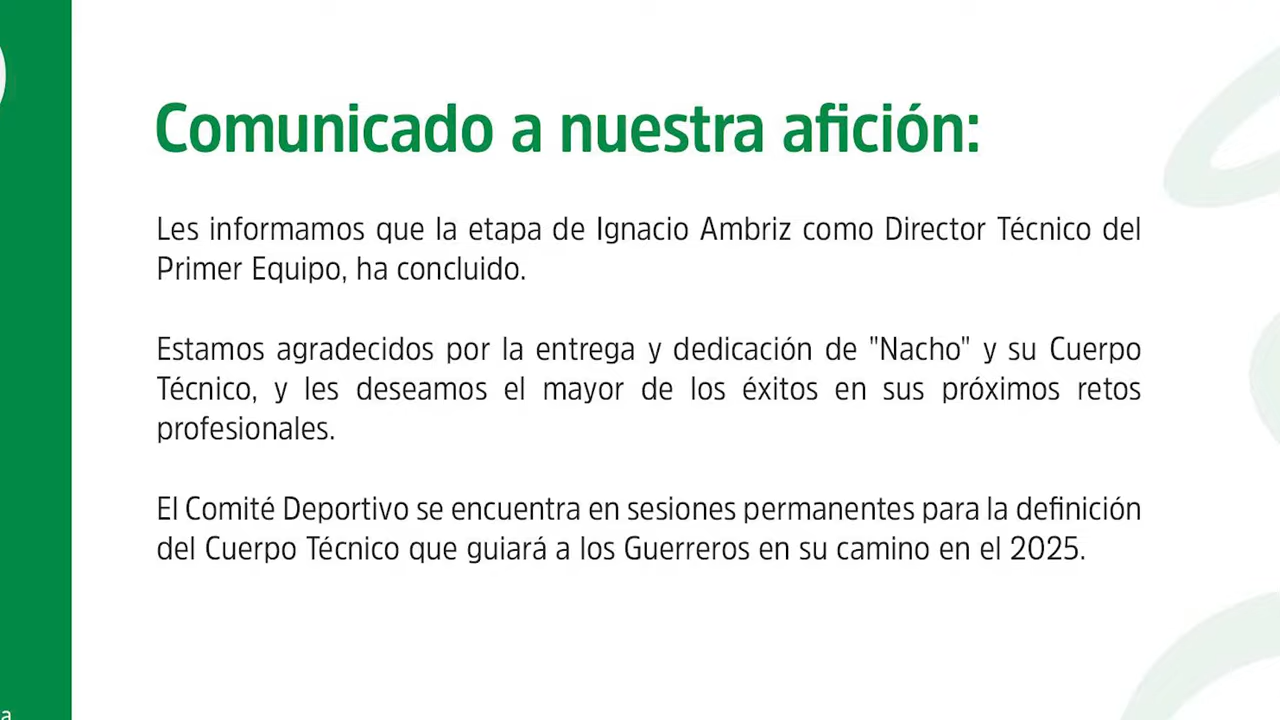 Comunicado a nuestra afición:
Les informamos que la etapa de Ignacio Ambriz como Director Técnico del
Primer Equipo, ha concluido.
Estamos agradecidos por la entrega y dedicación de "Nacho" y su Cuerpo
Técnico, y les deseamos el mayor de los éxitos en sus próximos retos
profesionales.
El Comité Deportivo se encuentra en sesiones permanentes para la definición
del Cuerpo Técnico que guiará a los Guerreros en su camino en el 2025.